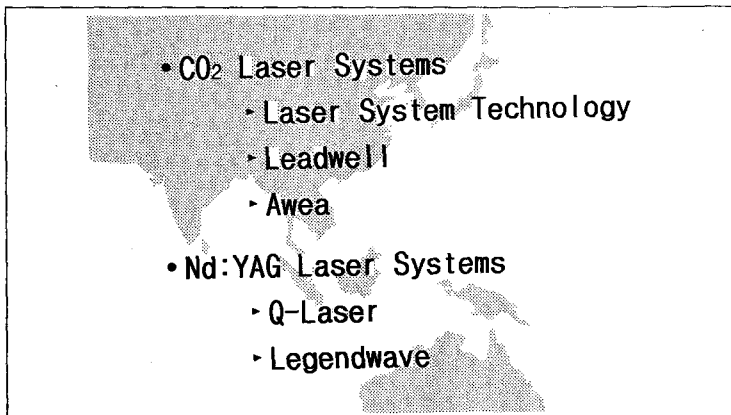 • CO₂ Laser Systems
‣ Laser System Technology
‣ Leadwell
‣ Awea
• Nd:YAG Laser Systems
‣ Q-Laser
‣ Legendwave